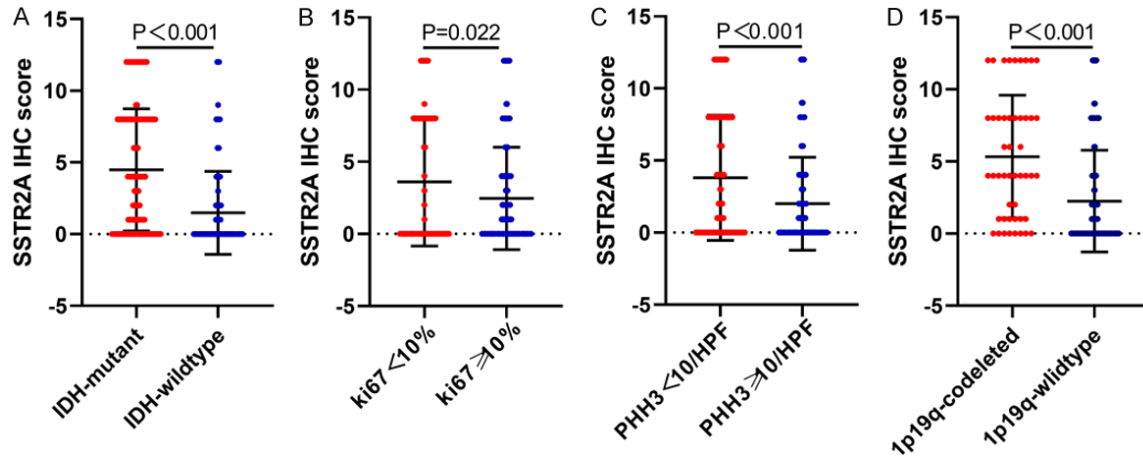 A
SSTR2A IHC score
15
10
5
0
-5
P<0.001
IDH-mutant
IDH-wildtype
B
SSTR2A IHC score
15
10
5
0
-5
P=0.022
ki67<10%
ki67≥10%
C
SSTR2A IHC score
15
10
5
0
-5
P<0.001
PHH3<10/HPF
PHH3≥10/HPF
D
SSTR2A IHC score
15
10
5
0
-5
P<0.001
1p19q-codeleted
1p19q-wlidtype